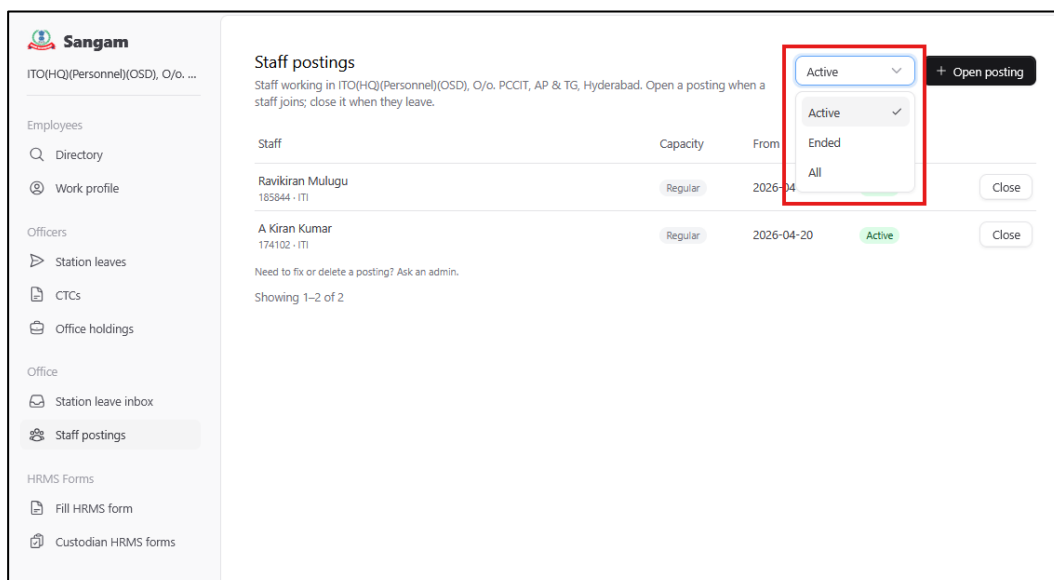 Sangam
ITO(HQ)(Personnel)(OSD), O/o. ...
Employees
Directory
Work profile
Officers
Station leaves
CTCs
Office holdings
Office
Station leave inbox
Staff postings
HRMS Forms
Fill HRMS form
Custodian HRMS forms
Staff postings
Staff working in ITO(HQ)(Personnel)(OSD), O/o. PCCIT, AP & TG, Hyderabad. Open a posting when a
staff joins; close it when they leave.
Active
+ Open posting
Active
Ended
All
Staff Capacity From
Ravikiran Mulugu
185844 · ITI
Regular 2026-04
Close
A Kiran Kumar
174102 · ITI
Regular 2026-04-20 Active Close
Need to fix or delete a posting? Ask an admin.
Showing 1–2 of 2